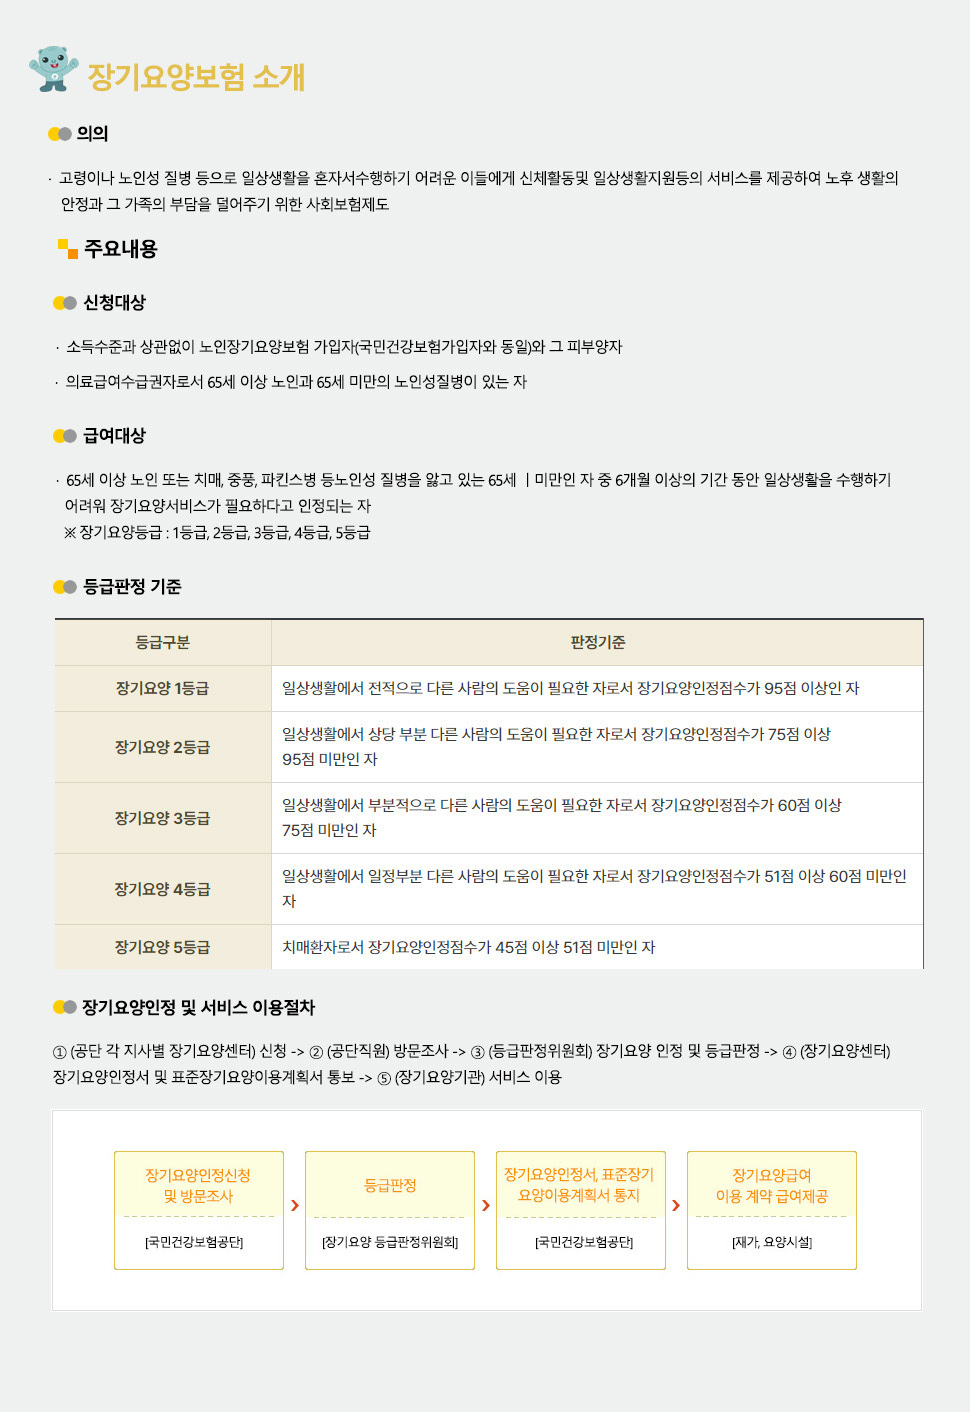 장기요양보험 소개
의의
· 고령이나 노인성 질병 등으로 일상생활을 혼자서수행하기 어려운 이들에게 신체활동및 일상생활지원등의 서비스를 제공하여 노후 생활의
안정과 그 가족의 부담을 덜어주기 위한 사회보험제도
주요내용
신청대상
· 소득수준과 상관없이 노인장기요양보험 가입자(국민건강보험가입자와 동일)와 그 피부양자
· 의료급여수급권자로서 65세 이상 노인과 65세 미만의 노인성질병이 있는 자
급여대상
· 65세 이상 노인 또는 치매, 중풍, 파킨스병 등노인성 질병을 앓고 있는 65세 ㅣ미만인 자 중 6개월 이상의 기간 동안 일상생활을 수행하기
어려워 장기요양서비스가 필요하다고 인정되는 자
※ 장기요양등급 : 1등급, 2등급, 3등급, 4등급, 5등급
등급판정 기준
등급구분 판정기준
장기요양 1등급 일상생활에서 전적으로 다른 사람의 도움이 필요한 자로서 장기요양인정점수가 95점 이상인 자
장기요양 2등급 일상생활에서 상당 부분 다른 사람의 도움이 필요한 자로서 장기요양인정점수가 75점 이상
95점 미만인 자
장기요양 3등급 일상생활에서 부분적으로 다른 사람의 도움이 필요한 자로서 장기요양인정점수가 60점 이상
75점 미만인 자
장기요양 4등급 일상생활에서 일정부분 다른 사람의 도움이 필요한 자로서 장기요양인정점수가 51점 이상 60점 미만인
자
장기요양 5등급 치매환자로서 장기요양인정점수가 45점 이상 51점 미만인 자
장기요양인정 및 서비스 이용절차
① (공단 각 지사별 장기요양센터) 신청 -> ② (공단직원) 방문조사 -> ③ (등급판정위원회) 장기요양 인정 및 등급판정 -> ④ (장기요양센터)
장기요양인정서 및 표준장기요양이용계획서 통보 -> ⑤ (장기요양기관) 서비스 이용
장기요양인정신청
및 방문조사
[국민건강보험공단]
등급판정
[장기요양 등급판정위원회]
장기요양인정서, 표준장기
요양이용계획서 통지
[국민건강보험공단]
장기요양급여
이용 계약 급여제공
[재가, 요양시설]